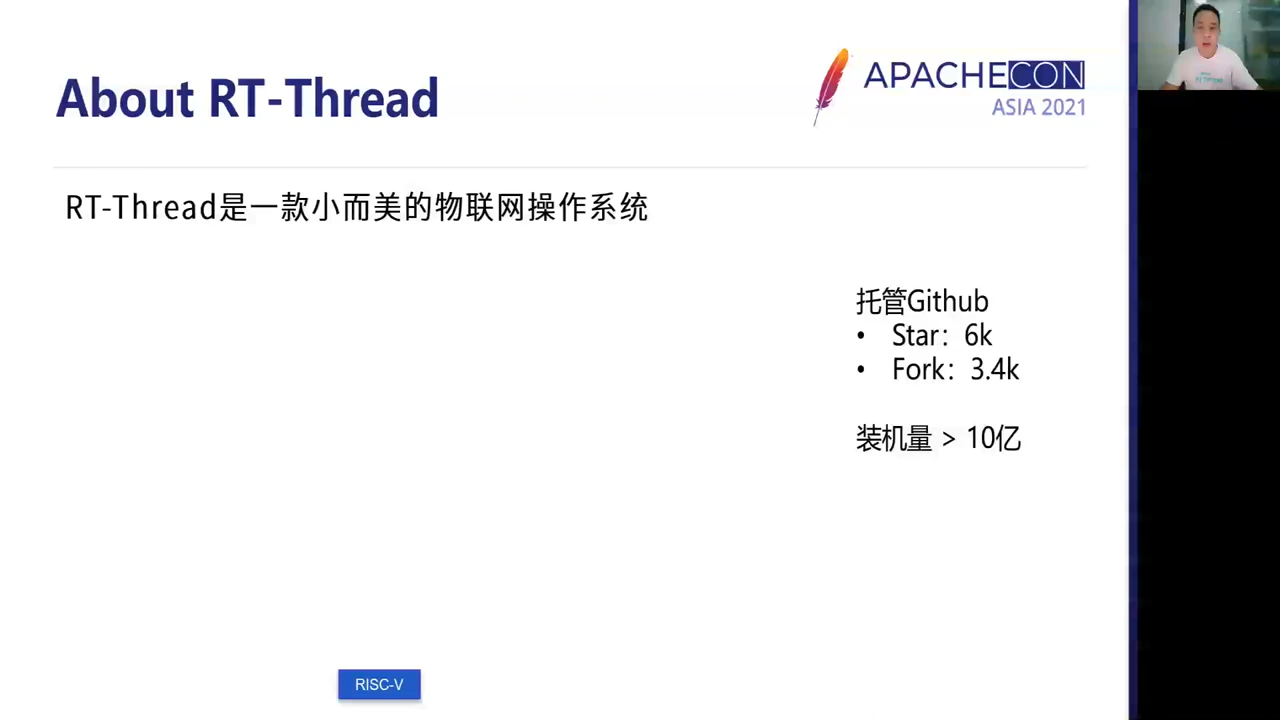 About RT-Thread
APACHECON
ASIA 2021
RT-Thread是一款小而美的物联网操作系统
托管Github
• Star：6k
• Fork：3.4k
装机量 > 10亿
RISC-V